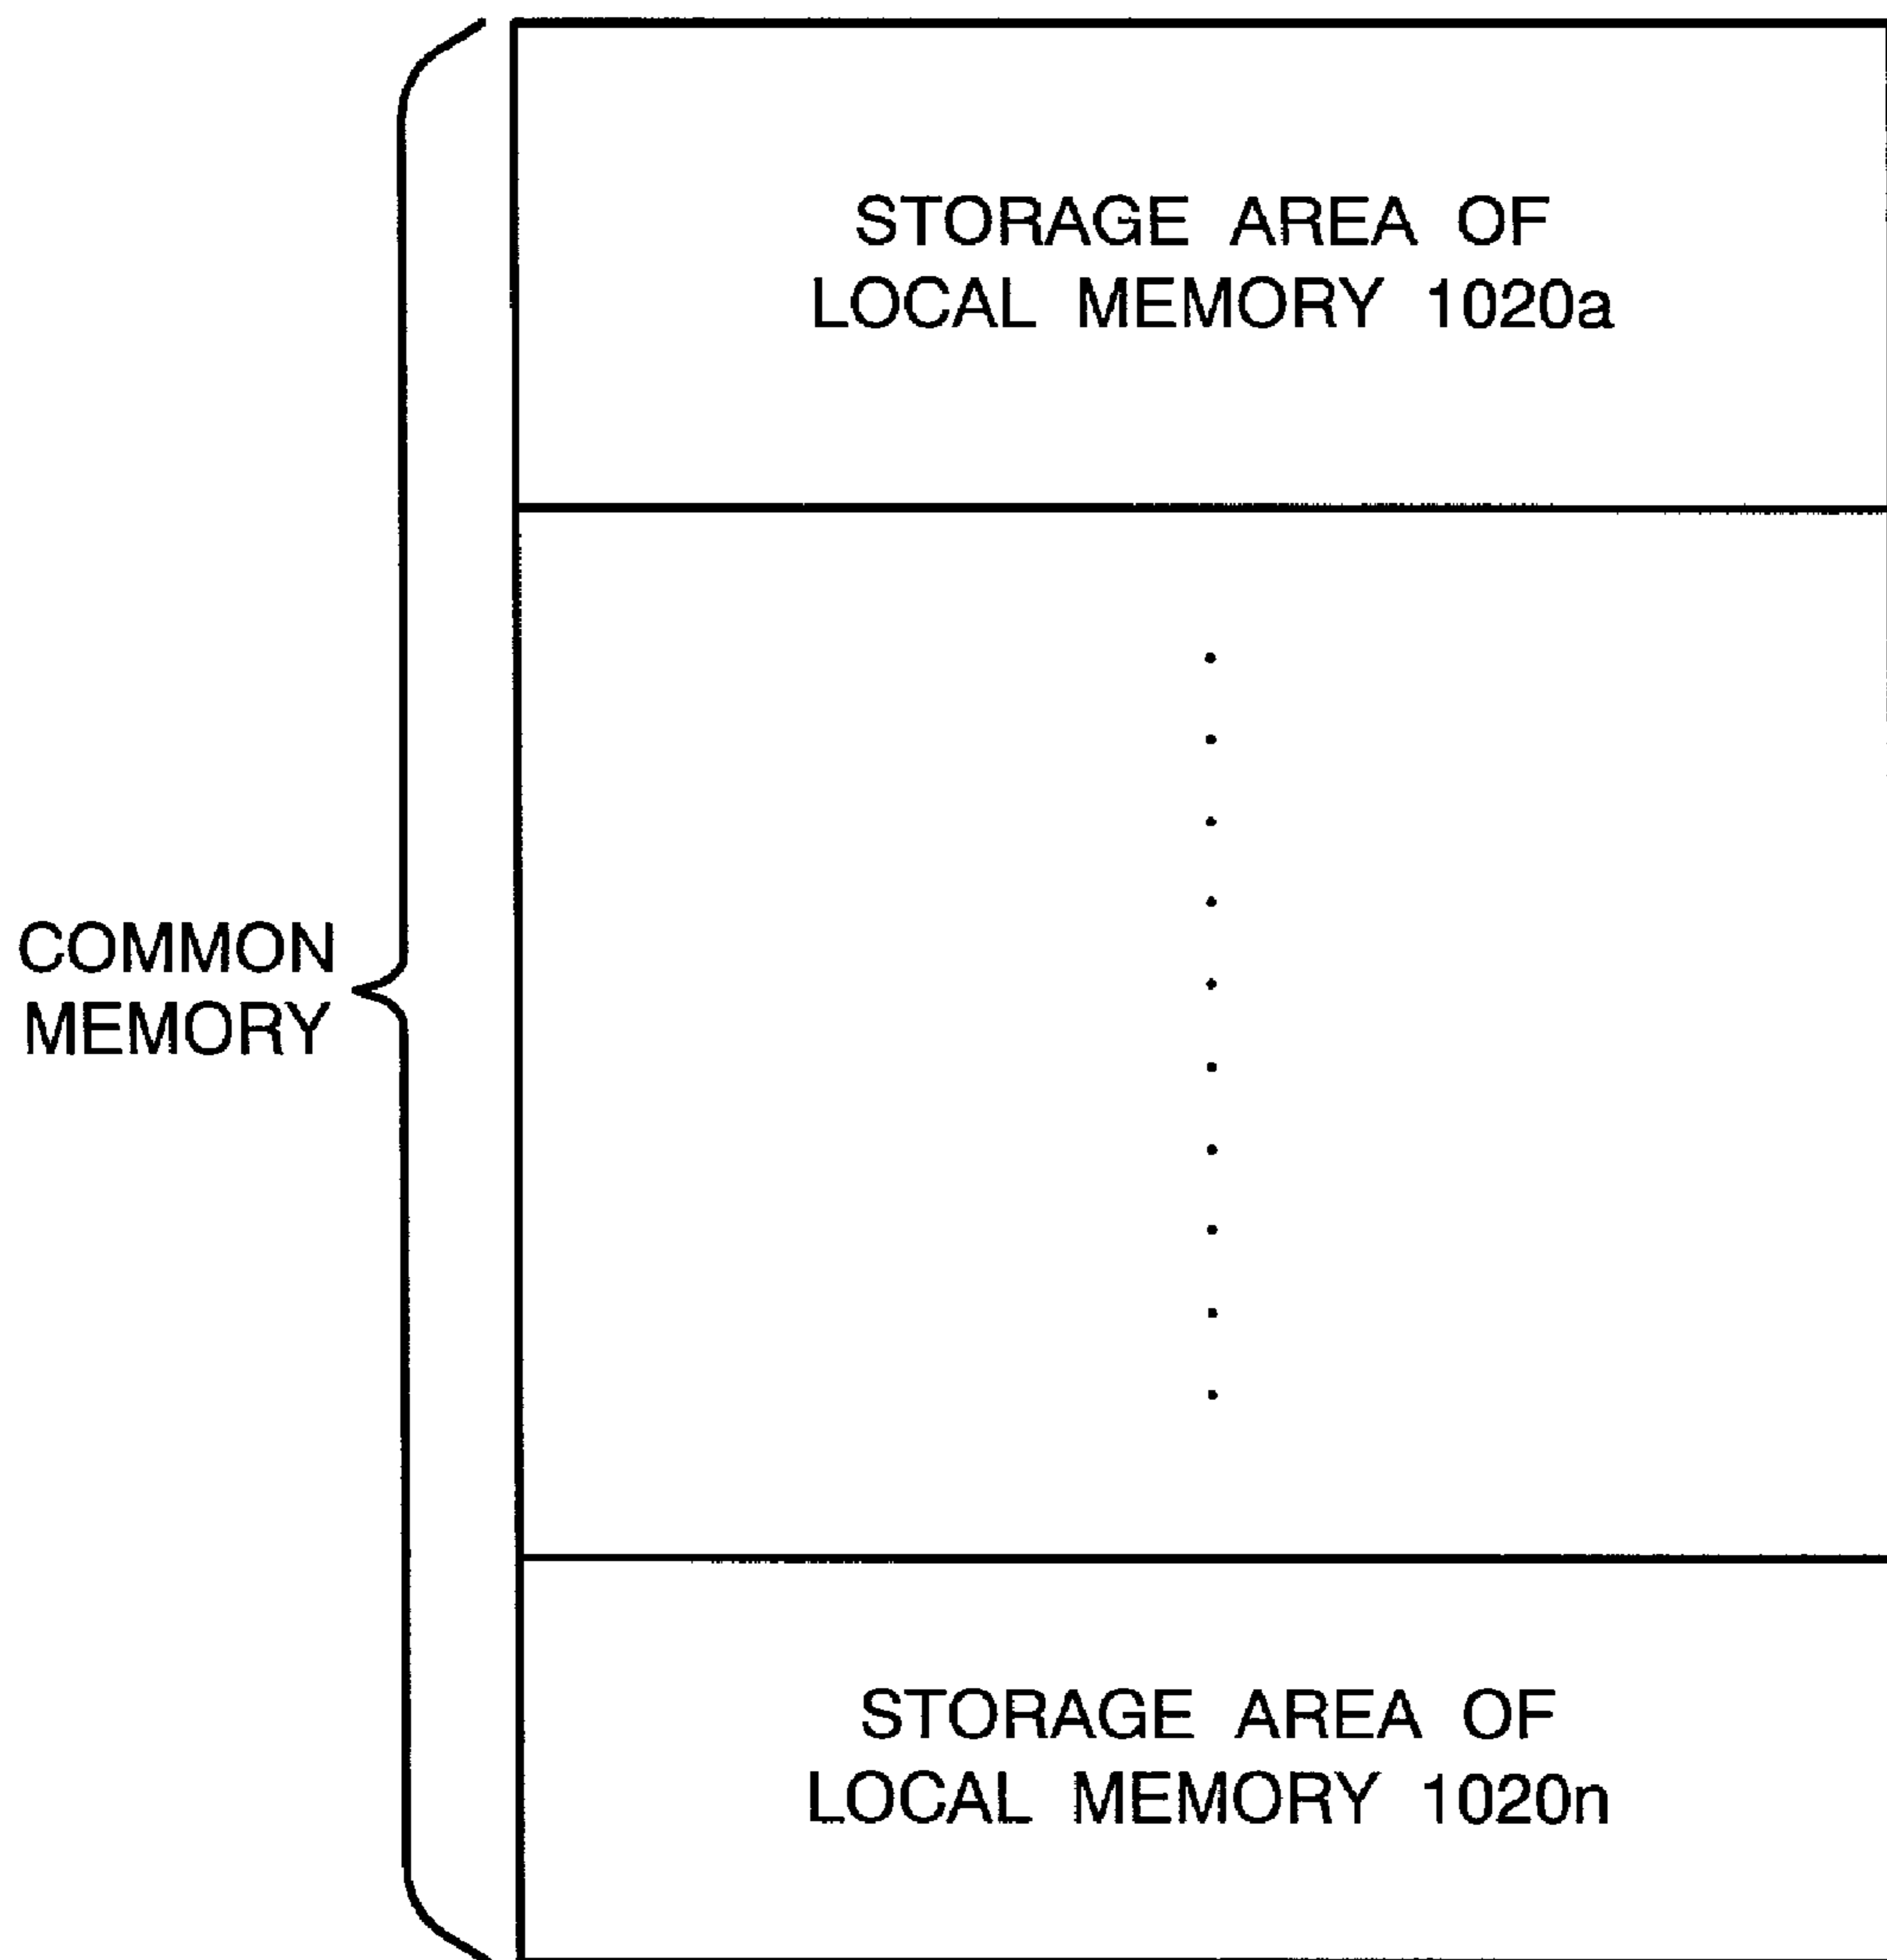 STORAGE AREA OF
LOCAL MEMORY 1020a
COMMON
MEMORY
STORAGE AREA OF
LOCAL MEMORY 1020n